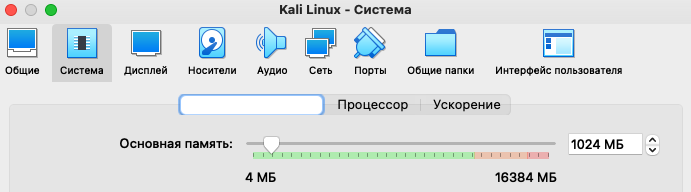 Kali Linux - Система
Общие Система Дисплей Носители Аудио Сеть Порты Общие папки Интерфейс пользователя
Процессор Ускорение
Основная память: 1024 МБ
4 МБ 16384 МБ